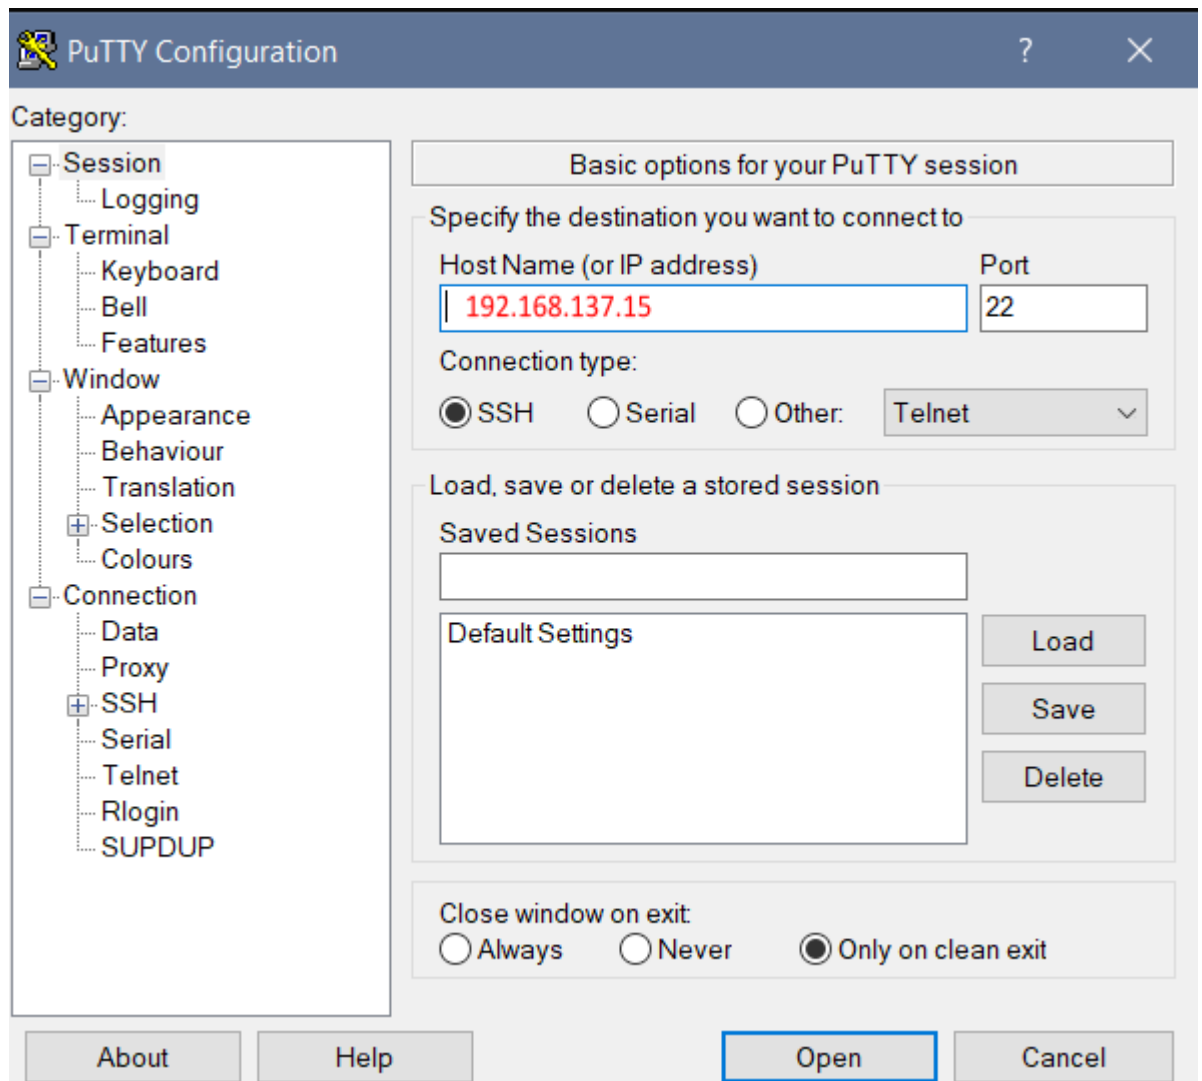 PuTTY Configuration
?
Category:
Session
Logging
Terminal
Keyboard
Bell
Features
Window
Appearance
Behaviour
Translation
Selection
Colours
Connection
Data
Proxy
SSH
Serial
Telnet
Rlogin
SUPDUP
Basic options for your PuTTY session
Specify the destination you want to connect to
Host Name (or IP address) Port
192.168.137.15 22
Connection type:
SSH Serial Other: Telnet
Load, save or delete a stored session
Saved Sessions
Default Settings
Load
Save
Delete
Close window on exit:
Always Never Only on clean exit
About Help Open Cancel